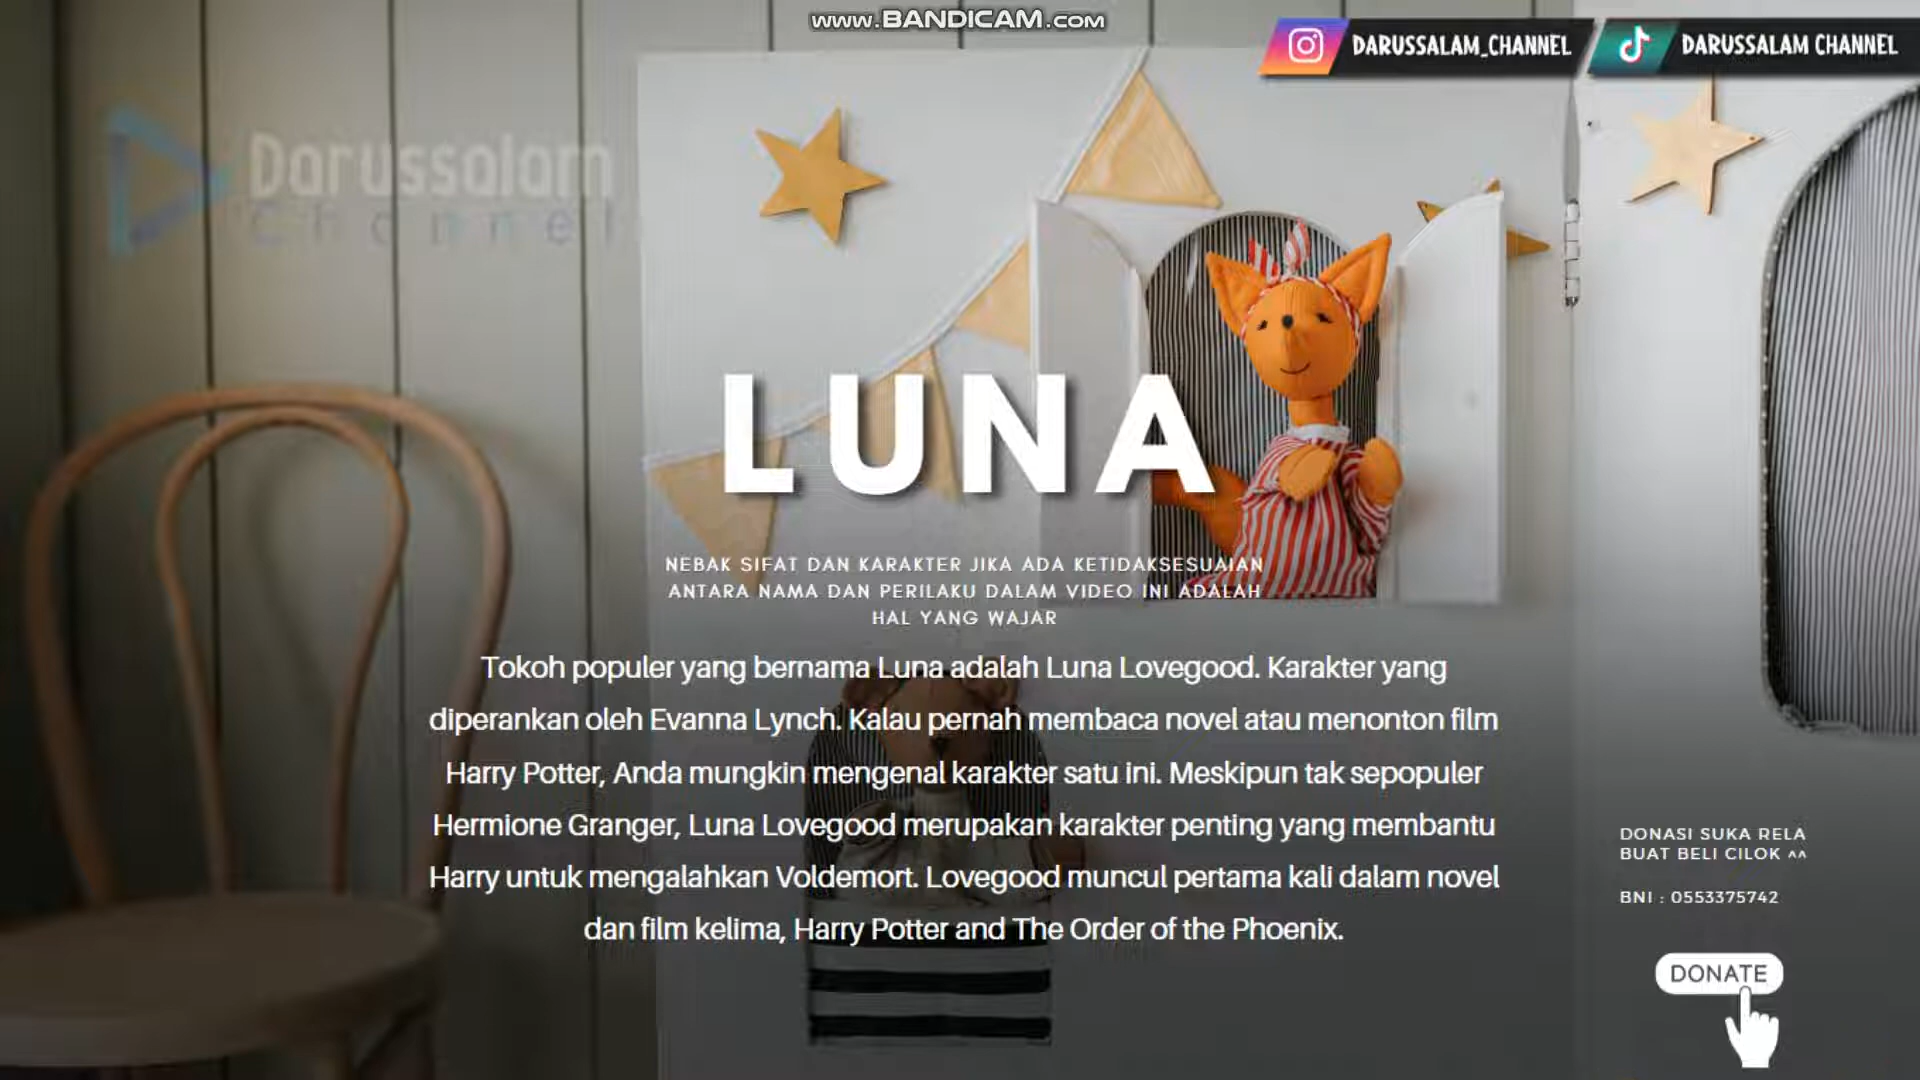 www.BANDICAM.com
DARUSSALAM_CHANNEL
DARUSSALAM CHANNEL
Darussalam
Channel
LUNA
NEBAK SIFAT DAN KARAKTER JIKA ADA KETIDAKSESUAIAN
ANTARA NAMA DAN PERILAKU DALAM VIDEO INI ADALAH
HAL YANG WAJAR
Tokoh populer yang bernama Luna adalah Luna Lovegood. Karakter yang
diperankan oleh Evanna Lynch. Kalau pernah membaca novel atau menonton film
Harry Potter, Anda mungkin mengenal karakter satu ini. Meskipun tak sepopuler
Hermione Granger, Luna Lovegood merupakan karakter penting yang membantu
Harry untuk mengalahkan Voldemort. Lovegood muncul pertama kali dalam novel
dan film kelima, Harry Potter and The Order of the Phoenix.
DONASI SUKA RELA
BUAT BELI CILOK ^^
BNI : 0553375742
DONATE